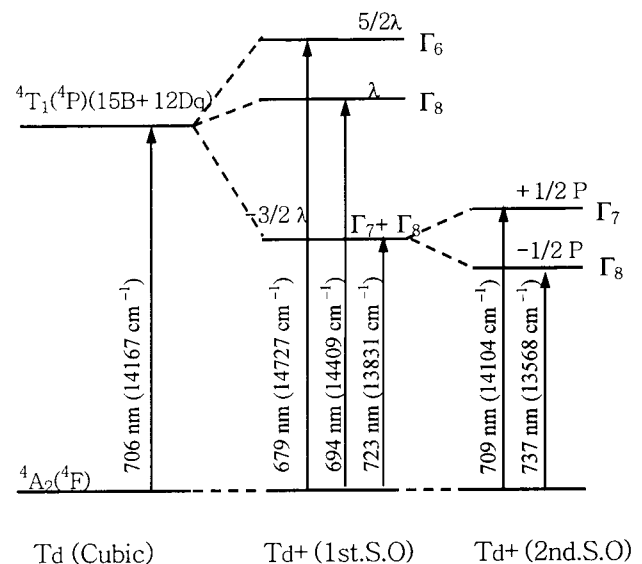 5/2λ
Γ₆
⁴T₁(⁴P)(15B+ 12Dq)
λ
Γ₈
-3/2 λ
Γ₇+ Γ₈
+1/2 P
Γ₇
-1/2 P
Γ₈
706 nm (14167 cm⁻¹)
679 nm (14727 cm⁻¹)
694 nm (14409 cm⁻¹)
723 nm (13831 cm⁻¹)
709 nm (14104 cm⁻¹)
737 nm (13568 cm⁻¹)
⁴A₂(⁴F)
Td (Cubic)
Td+ (1st.S.O)
Td+ (2nd.S.O)